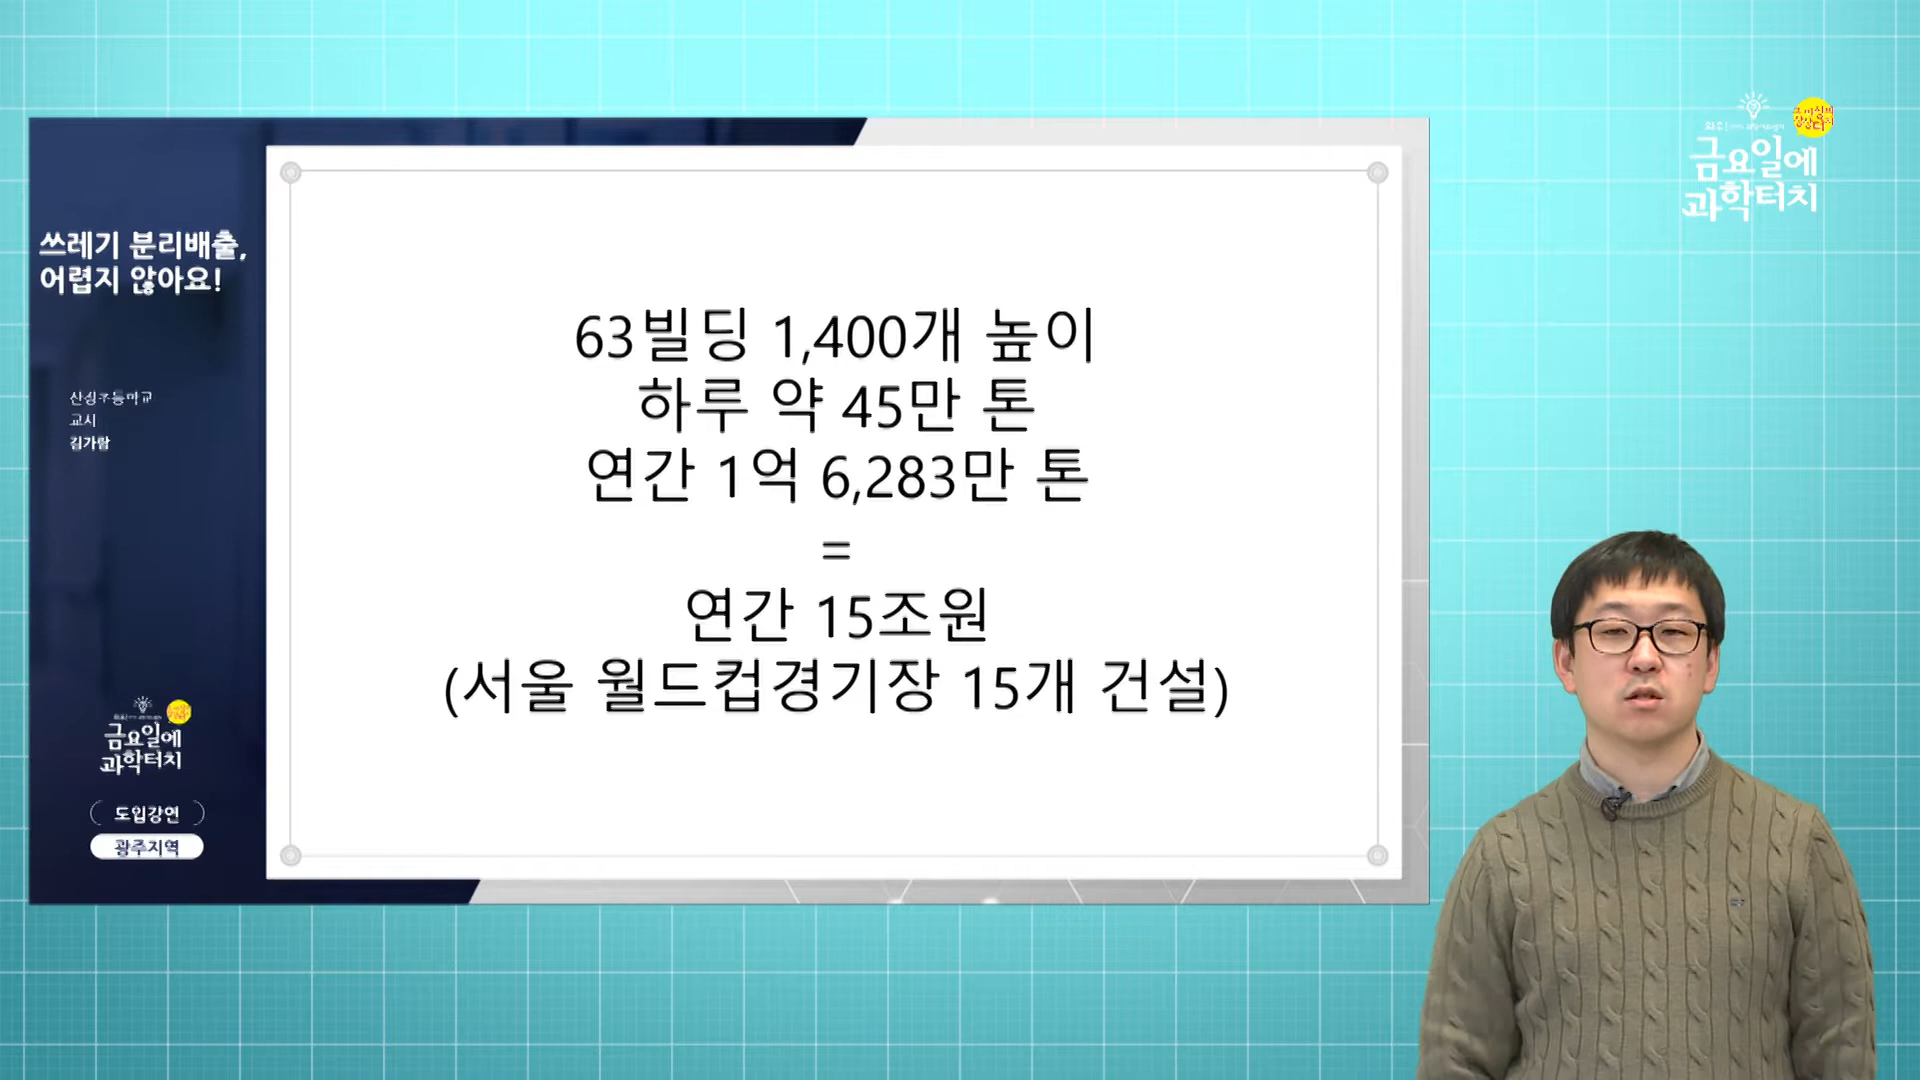 쓰레기 분리배출,
어렵지 않아요!
교사
김가람
금요일에
과학터치
도입강연
광주지역
63빌딩 1,400개 높이
하루 약 45만 톤
연간 1억 6,283만 톤
=
연간 15조원
(서울 월드컵경기장 15개 건설)
금요일에
과학터치